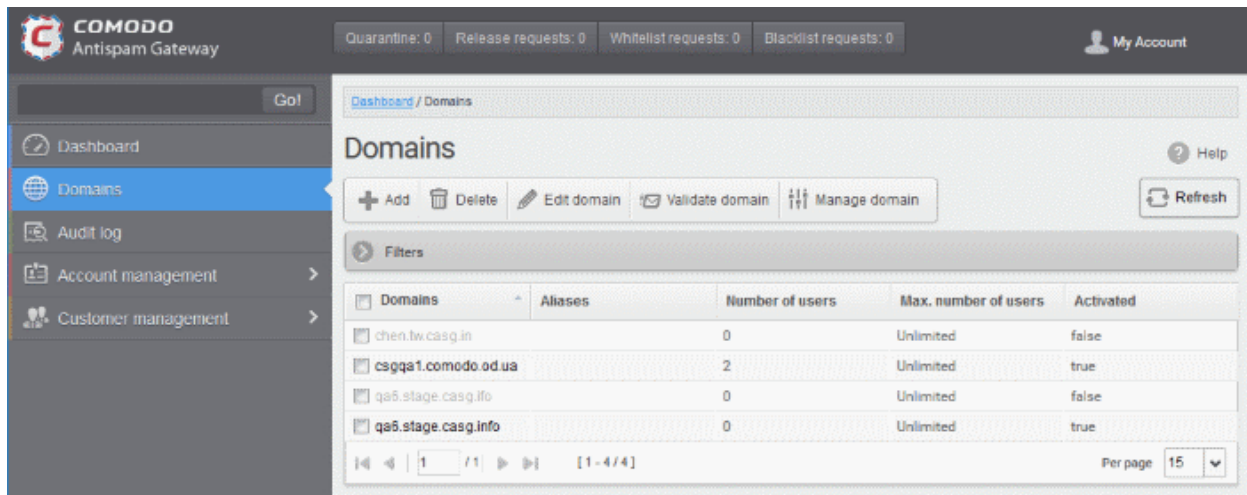 COMODO
Antispam Gateway
Quarantine: 0 Release requests: 0 Whitelist requests: 0 Blacklist requests: 0
My Account
Go!
Dashboard / Domains
Dashboard
Domains
Help
Domains
Add Delete Edit domain Validate domain Manage domain
Refresh
Audit log
Filters
Account management
Customer management
Domains Aliases Number of users Max. number of users Activated
chen.tw.casg.in 0 Unlimited false
csgqa1.comodo.od.ua 2 Unlimited true
qa6.stage.casg.ifo 0 Unlimited false
qa6.stage.casg.info 0 Unlimited true
1 / 1 [1 - 4 / 4] Per page 15